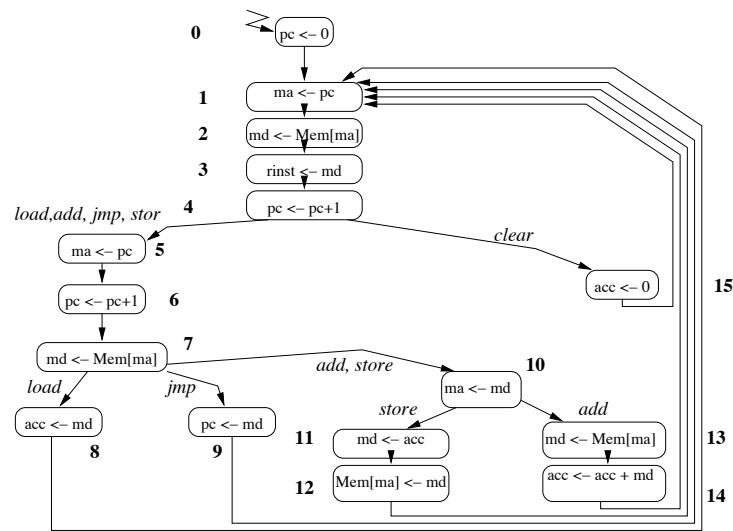 0
pc <– 0
1
ma <– pc
2
md <– Mem[ma]
3
rinst <– md
4
pc <– pc+1
load,add, jmp, stor
clear
ma <– pc
5
acc <– 0
15
pc <– pc+1
6
7
md <– Mem[ma]
add, store
10
load
jmp
ma <– md
store
add
acc <– md
pc <– md
11
md <– acc
md <– Mem[ma]
13
8
9
12
Mem[ma] <– md
acc <– acc + md
14